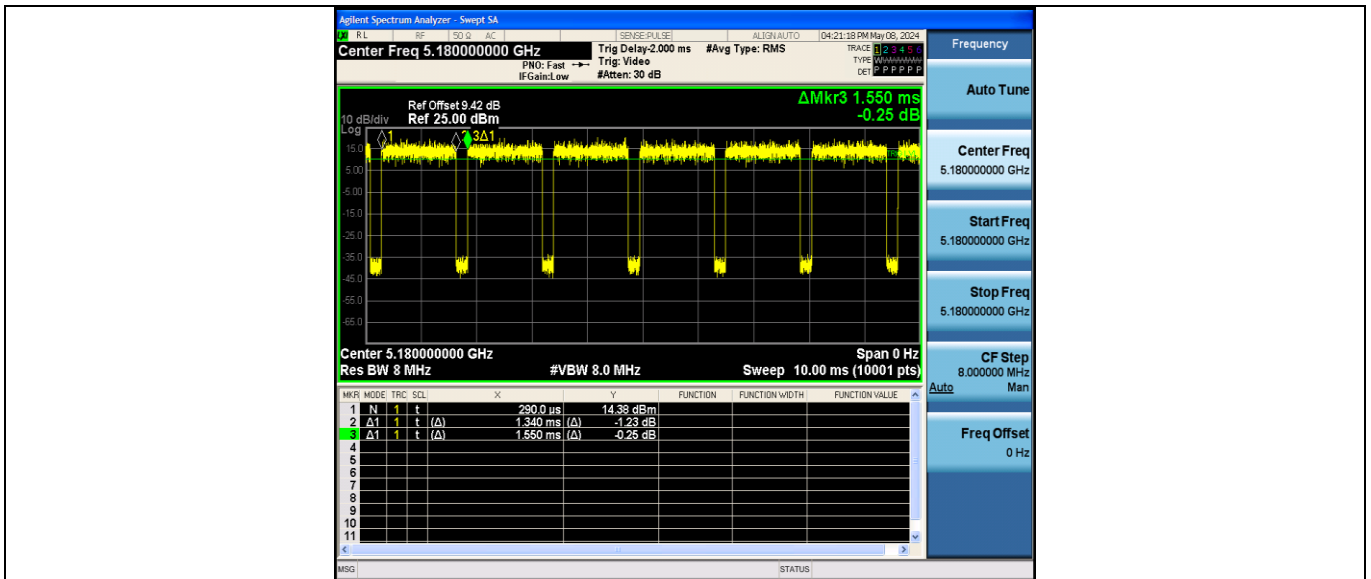 Agilent Spectrum Analyzer - Swept SA
LXI RL RF 50 Ω AC SENSE:PULSE ALIGN AUTO 04:21:18 PM May 08, 2024
Center Freq 5.180000000 GHz Trig Delay-2.000 ms #Avg Type: RMS TRACE 1 2 3 4 5 6
PNO: Fast Trig: Video TYPE WWWWWW
IFGain:Low #Atten: 30 dB DET P P P P P P
ΔMkr3 1.550 ms
-0.25 dB
Ref Offset 9.42 dB
10 dB/div Ref 25.00 dBm
Log
1 2 3Δ1
15.0
5.00
-5.00
-15.0
-25.0
-35.0
-45.0
-55.0
-65.0
Center 5.180000000 GHz Span 0 Hz
Res BW 8 MHz #VBW 8.0 MHz Sweep 10.00 ms (10001 pts)
MKR MODE TRC SCL X Y FUNCTION FUNCTION WIDTH FUNCTION VALUE
1 N 1 t 290.0 µs 14.38 dBm
2 Δ1 1 t (Δ) 1.340 ms (Δ) -1.23 dB
3 Δ1 1 t (Δ) 1.550 ms (Δ) -0.25 dB
4
5
6
7
8
9
10
11
MSG STATUS
Frequency
Auto Tune
Center Freq
5.180000000 GHz
Start Freq
5.180000000 GHz
Stop Freq
5.180000000 GHz
CF Step
8.000000 MHz
Auto Man
Freq Offset
0 Hz